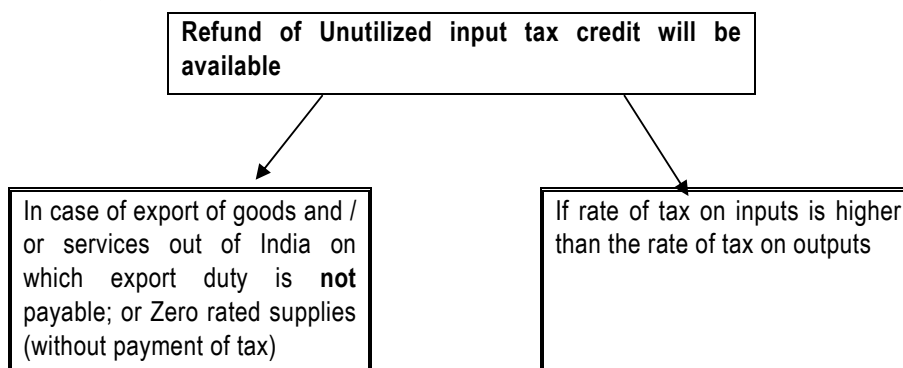 Refund of Unutilized input tax credit will be
available
In case of export of goods and /
or services out of India on
which export duty is not
payable; or Zero rated supplies
(without payment of tax)
If rate of tax on inputs is higher
than the rate of tax on outputs